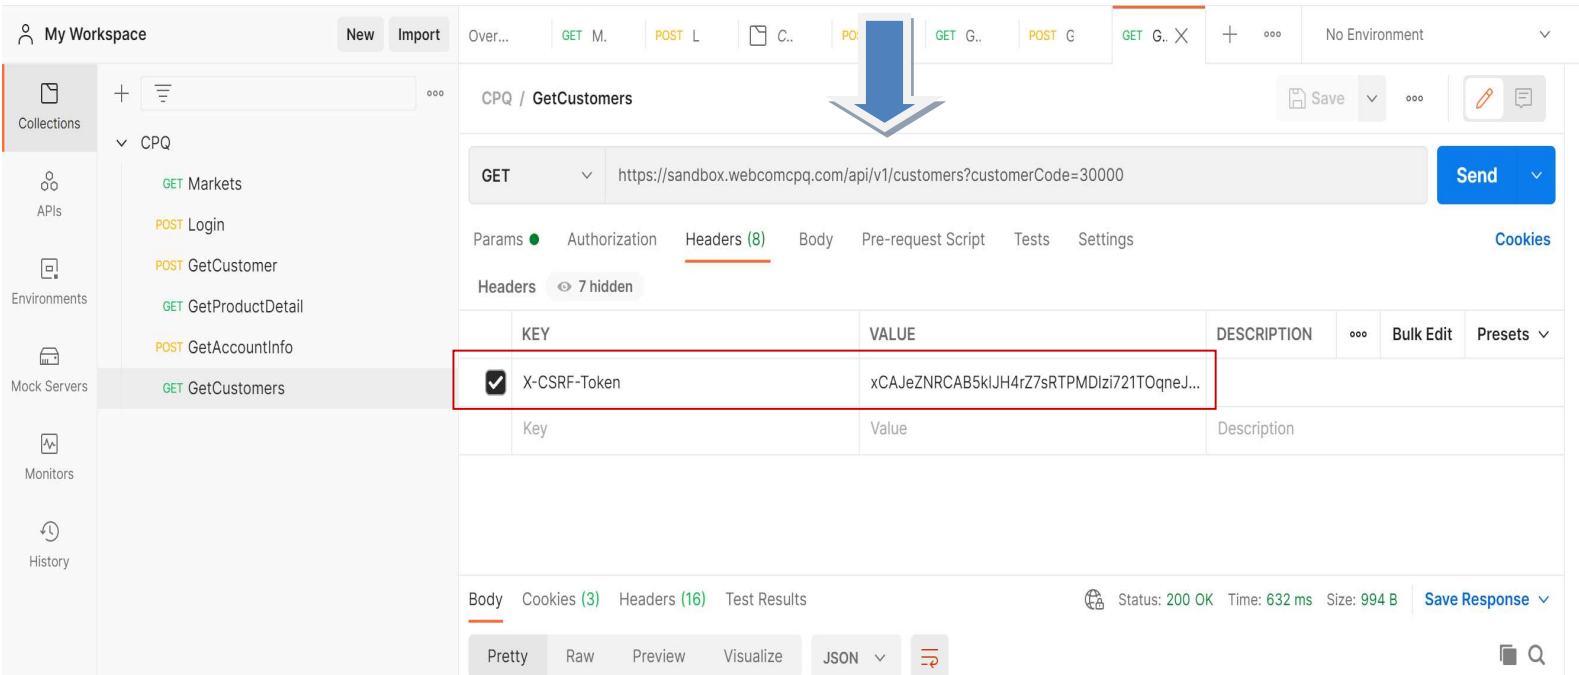 My Workspace
New Import
Over... GET M. POST L C.. PO GET G.. POST G GET G.. No Environment
Collections
CPQ / GetCustomers
Save
CPQ
GET Markets
POST Login
POST GetCustomer
GET GetProductDetail
POST GetAccountInfo
GET GetCustomers
APIs
Environments
Mock Servers
Monitors
History
GET https://sandbox.webcomcpq.com/api/v1/customers?customerCode=30000 Send
Params Authorization Headers (8) Body Pre-request Script Tests Settings Cookies
Headers 7 hidden
KEY VALUE DESCRIPTION Bulk Edit Presets
X-CSRF-Token xCAJeZNRCAB5kIJH4rZ7sRTPMDIzi721TOqneJ...
Key Value Description
Body Cookies (3) Headers (16) Test Results Status: 200 OK Time: 632 ms Size: 994 B Save Response
Pretty Raw Preview Visualize JSON